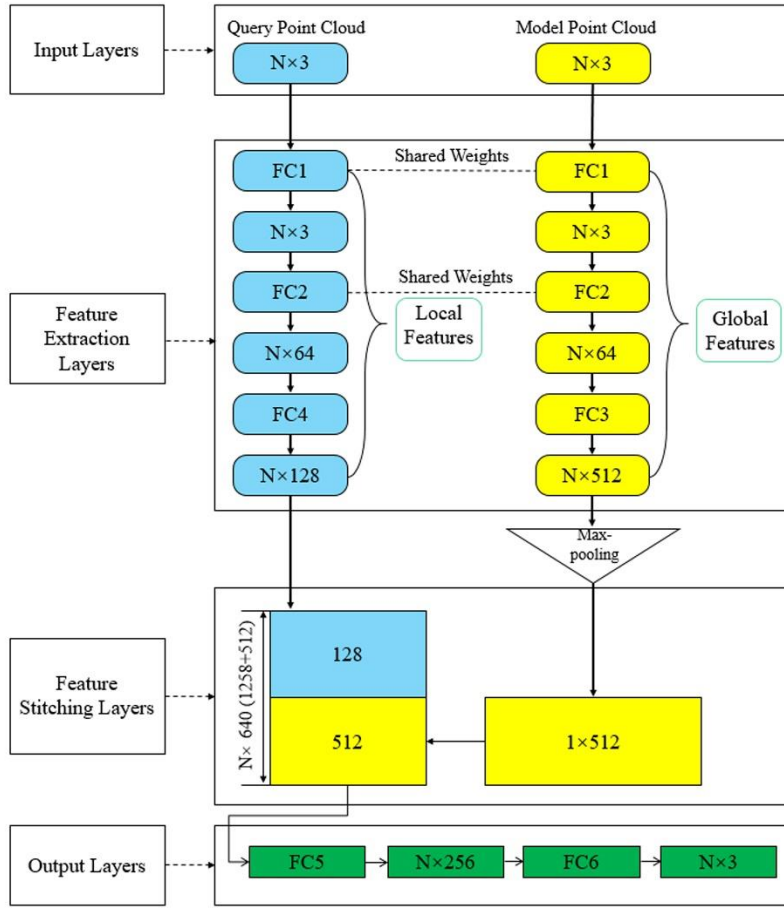 Input Layers
Query Point Cloud
Model Point Cloud
N×3
N×3
FC1
Shared Weights
FC1
N×3
N×3
FC2
Shared Weights
FC2
Feature
Extraction
Layers
Local
Features
Global
Features
N×64
N×64
FC4
FC3
N×128
N×512
Max-
pooling
Feature
Stitching Layers
N× 640 (1258+512)
128
512
1×512
Output Layers
FC5
N×256
FC6
N×3